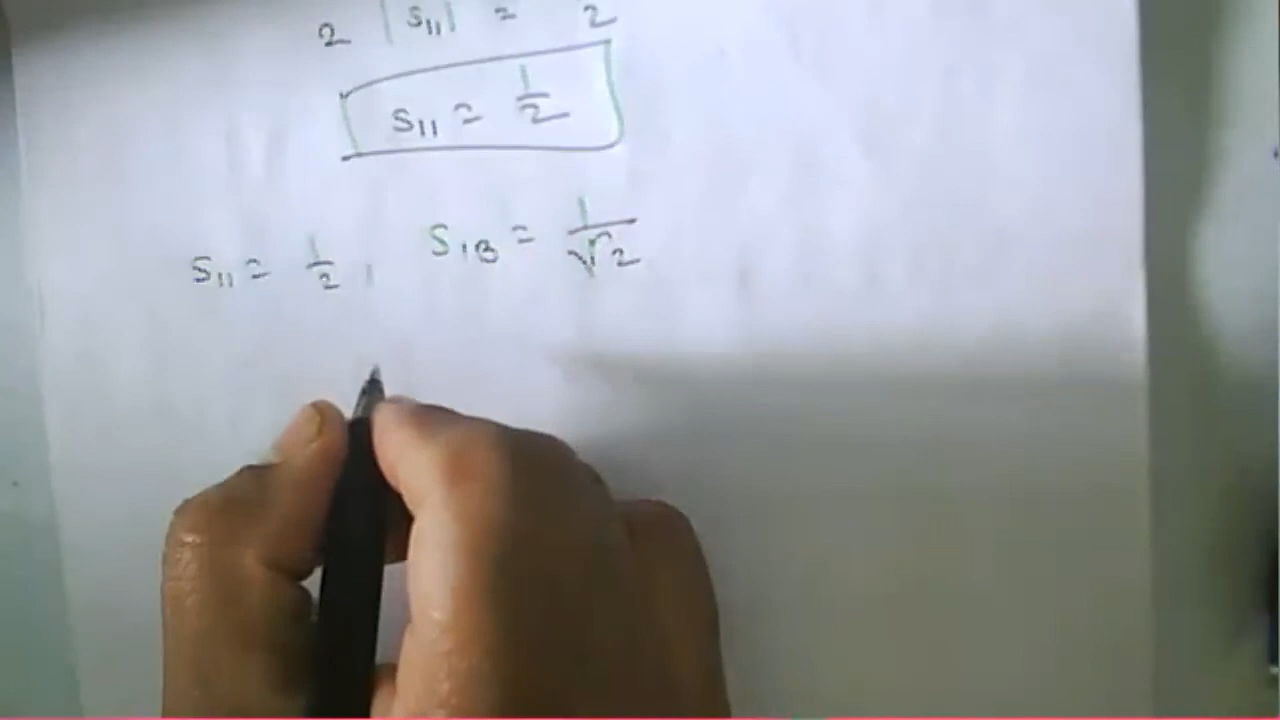 2 |S₁₁| = 2
S₁₁ = 1/2
S₁₁ = 1/2, S₁₃ = 1/√2